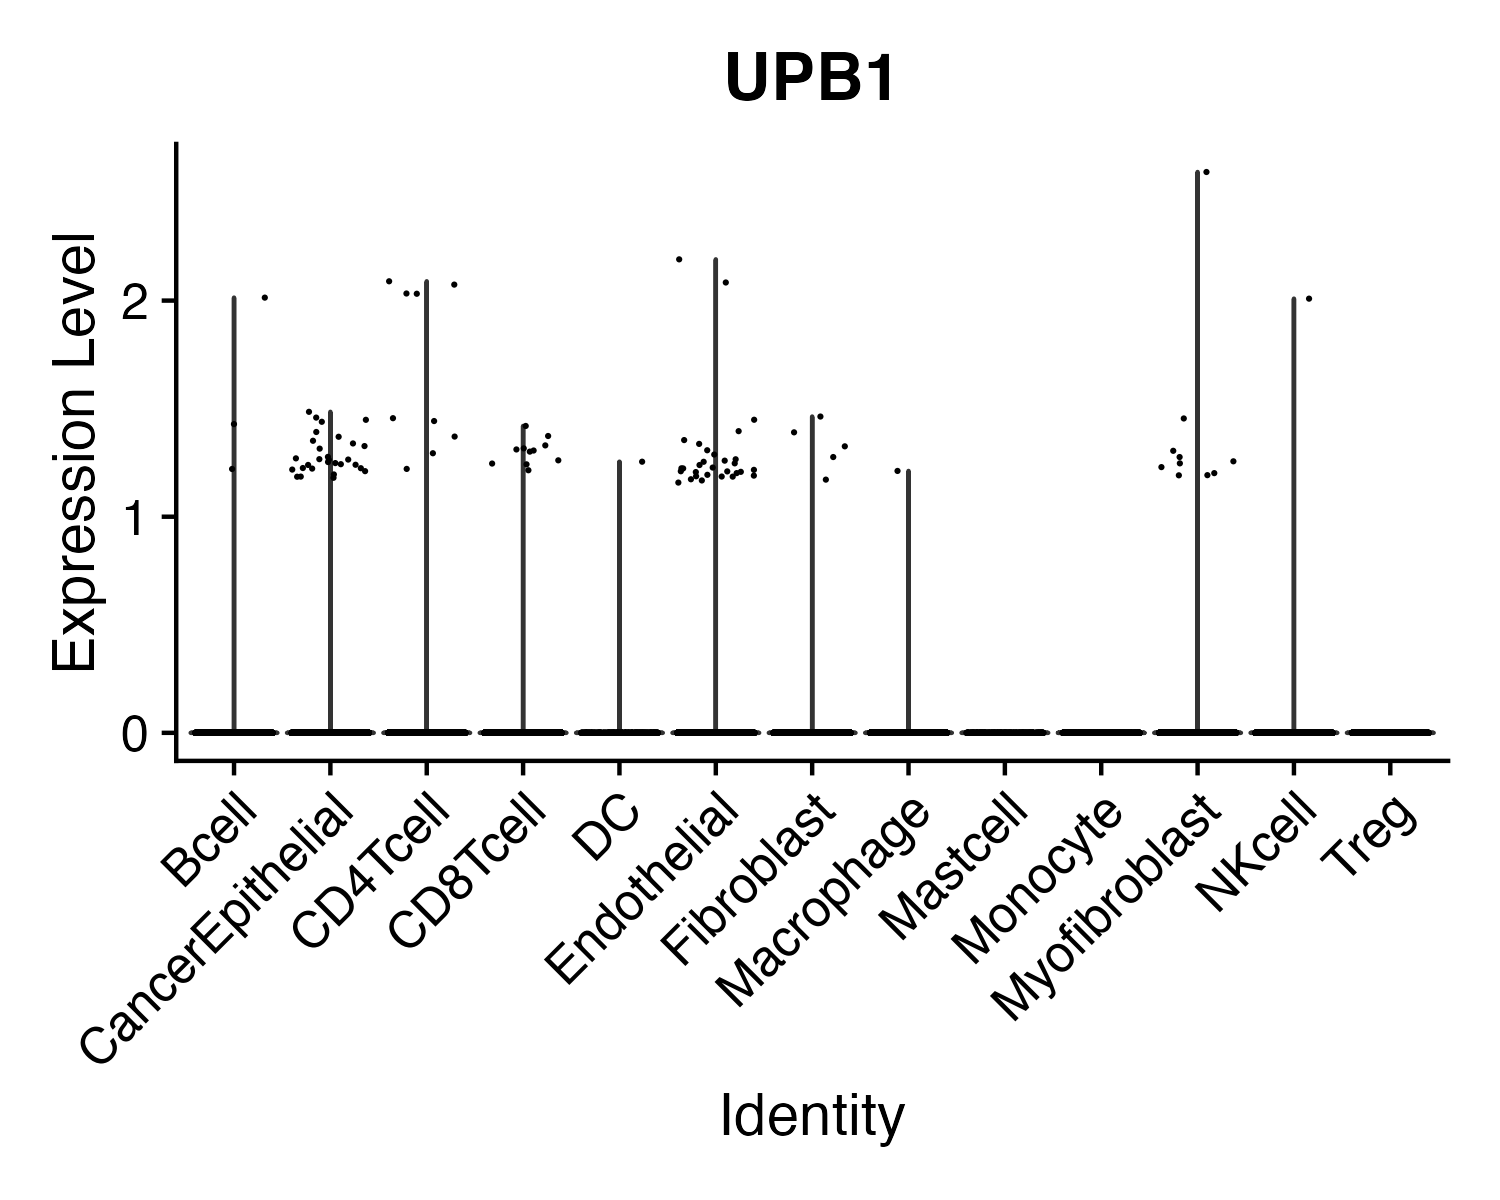 UPB1
Expression Level
2
1
0
Bcell
CancerEpithelial
CD4Tcell
CD8Tcell
DC
Endothelial
Fibroblast
Macrophage
Mastcell
Monocyte
Myofibroblast
NKcell
Treg
Identity